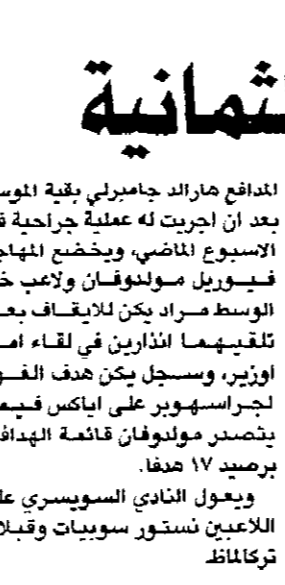 لثمانية
المدافع هارالد جامبرلي بقية الموس
بعد ان اجريت له عملية جراحية ق
الاسبوع الماضي، ويخضع المهاج
فيوريل مولدوفان ولاعب خ
الوسط مراد يكن للايقاف بعد
تلقيهما انذارين في لقاء ام
اوزير، وسجل يكن هدف الفو
لجراسهوبر على اياكس فيم
يتصدر مولدوفان قائمة الهداف
برصيد ١٧ هدفا.
ويعول النادي السويسري عل
اللاعبين نستور سوبيات وقبلا
تركالماظ